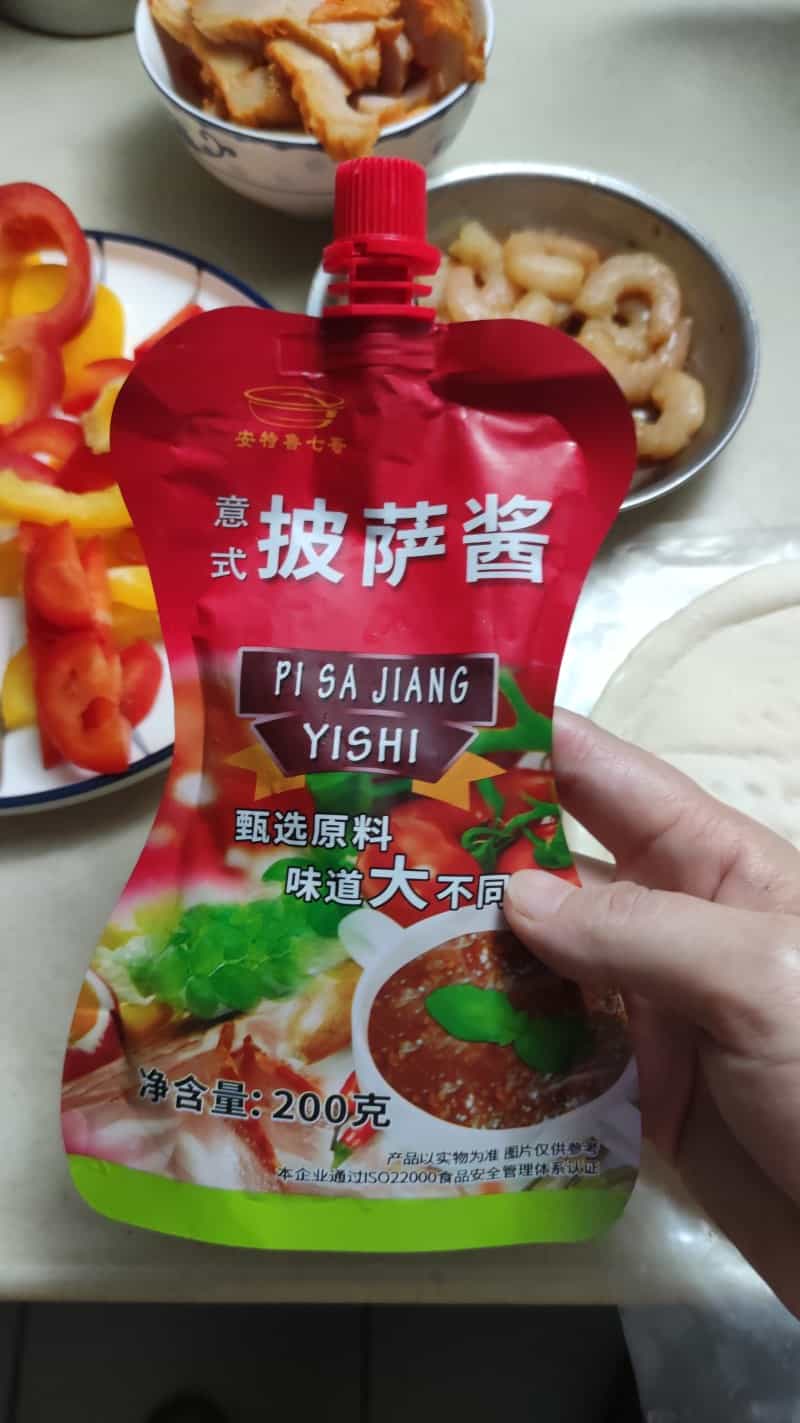 安特鲁七哥
意式 披萨酱
PI SA JIANG
YISHI
甄选原料
味道大不同
净含量：200克
产品以实物为准 图片仅供参考
本企业通过ISO22000食品安全管理体系认证